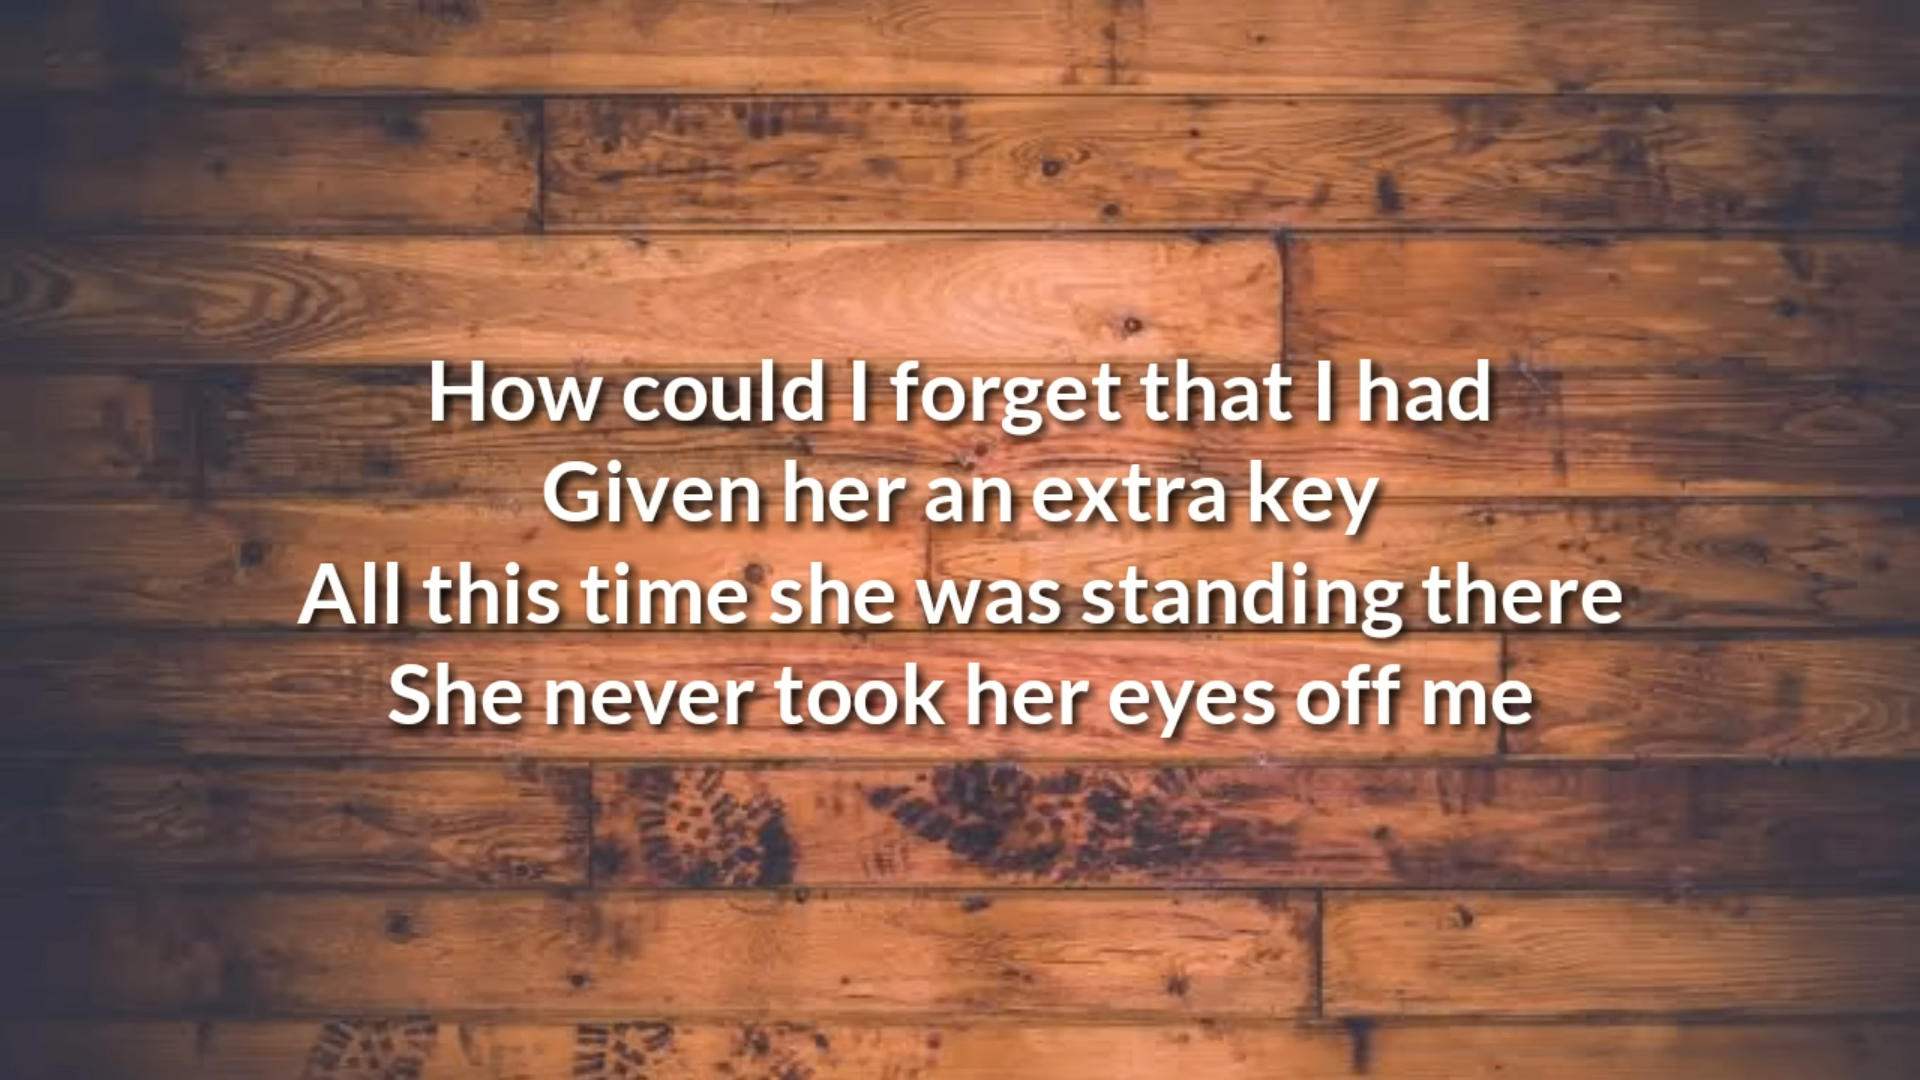 How could I forget that I had
Given her an extra key
All this time she was standing there
She never took her eyes off me